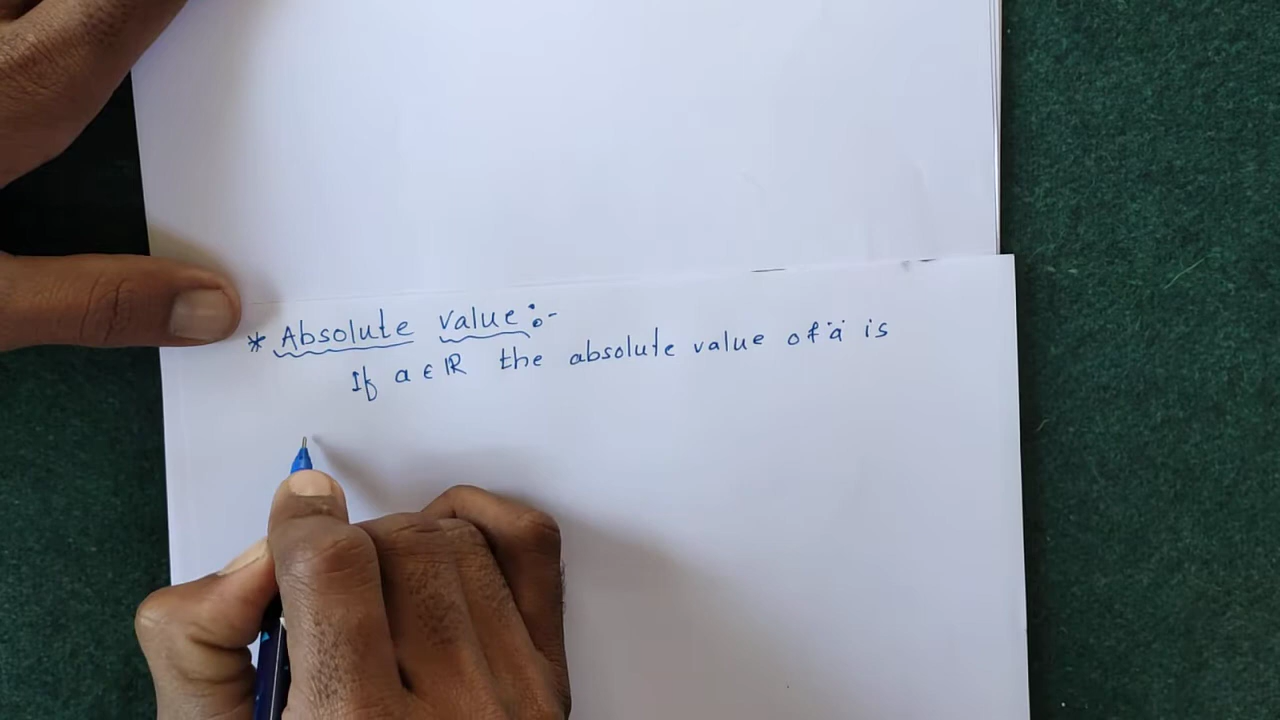 * Absolute value :-
If a ∈ ℝ the absolute value of 'a' is